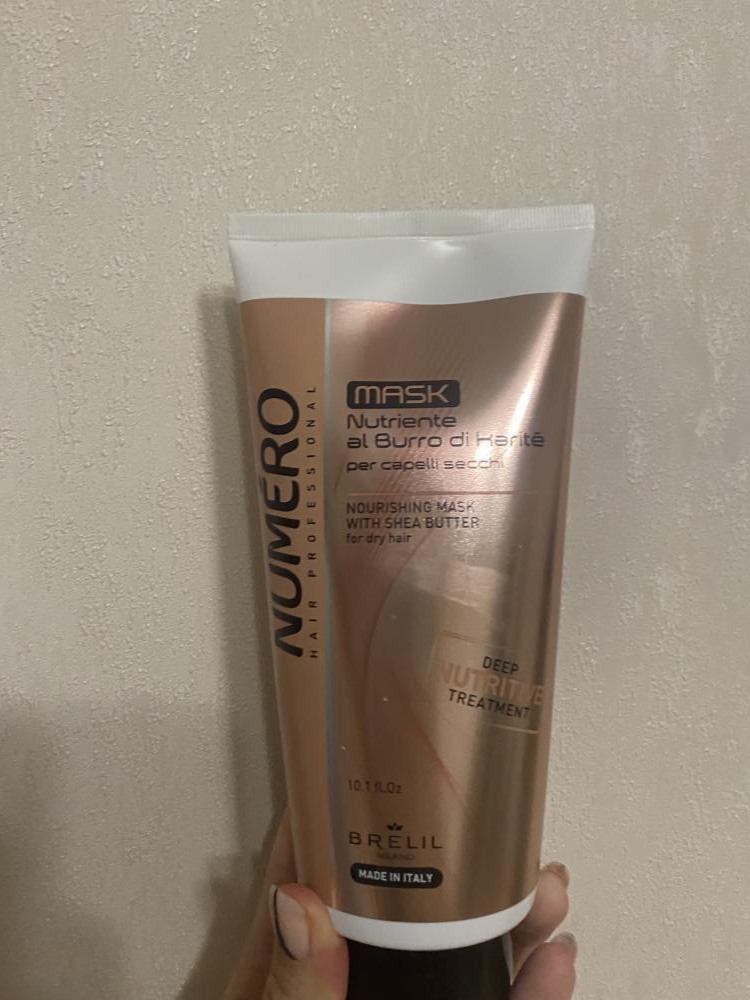 NUMÉRO
HAIR PROFESSIONAL
MASK
Nutriente
al Burro di Karité
per capelli secchi
NOURISHING MASK
WITH SHEA BUTTER
for dry hair
DEEP
NUTRITIVE
TREATMENT
10.1 fl.Oz
BRELIL
MILANO
MADE IN ITALY